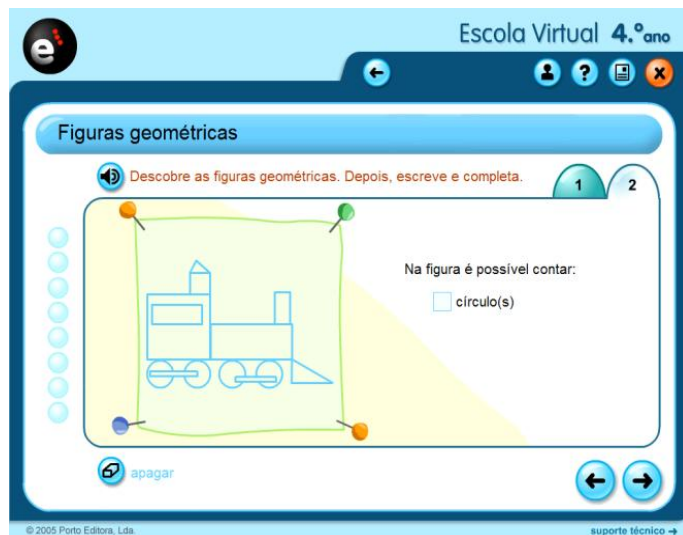 Escola Virtual 4.º ano
e
?
x
Figuras geométricas
Descobre as figuras geométricas. Depois, escreve e completa.
1
2
Na figura é possível contar:
círculo(s)
apagar
© 2005 Porto Editora, Lda.
suporte técnico